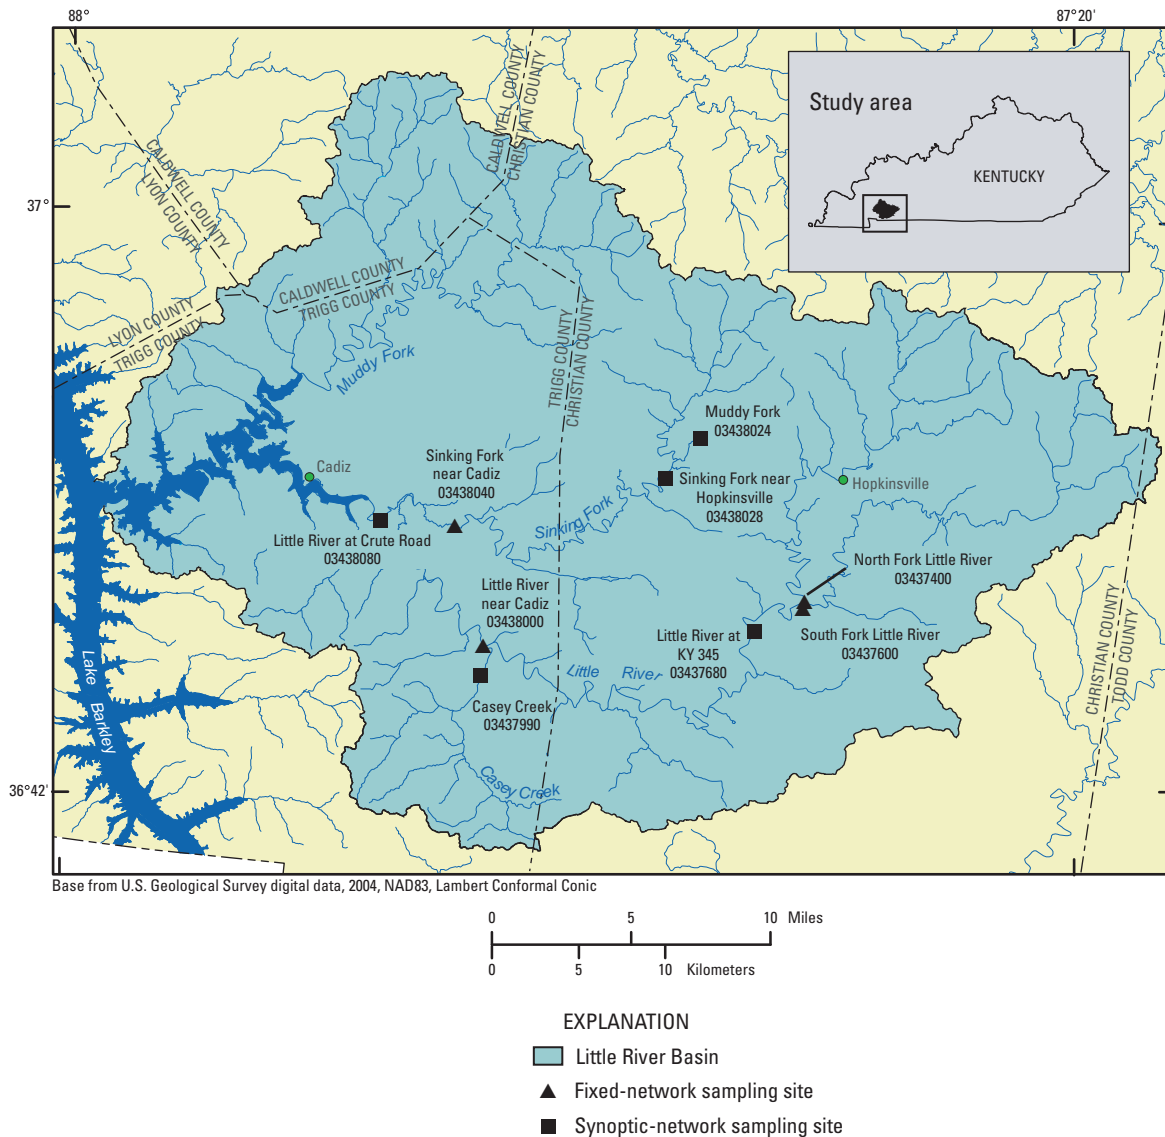 88°
87°20'
Study area
KENTUCKY
CALDWELL COUNTY
CHRISTIAN COUNTY
CALDWELL COUNTY
LYON COUNTY
37°
CALDWELL COUNTY
TRIGG COUNTY
LYON COUNTY
TRIGG COUNTY
TRIGG COUNTY
CHRISTIAN COUNTY
Muddy Fork
Muddy Fork
03438024
Sinking Fork
near Cadiz
03438040
Cadiz
Sinking Fork near
Hopkinsville
03438028
Hopkinsville
Sinking Fork
Little River at Crute Road
03438080
North Fork Little River
03437400
Little River
near Cadiz
03438000
Little River at
KY 345
03437680
South Fork Little River
03437600
Little River
CHRISTIAN COUNTY
TODD COUNTY
Lake Barkley
Casey Creek
03437990
Casey Creek
36°42'
Base from U.S. Geological Survey digital data, 2004, NAD83, Lambert Conformal Conic
0 5 10 Miles
0 5 10 Kilometers
EXPLANATION
Little River Basin
Fixed-network sampling site
Synoptic-network sampling site